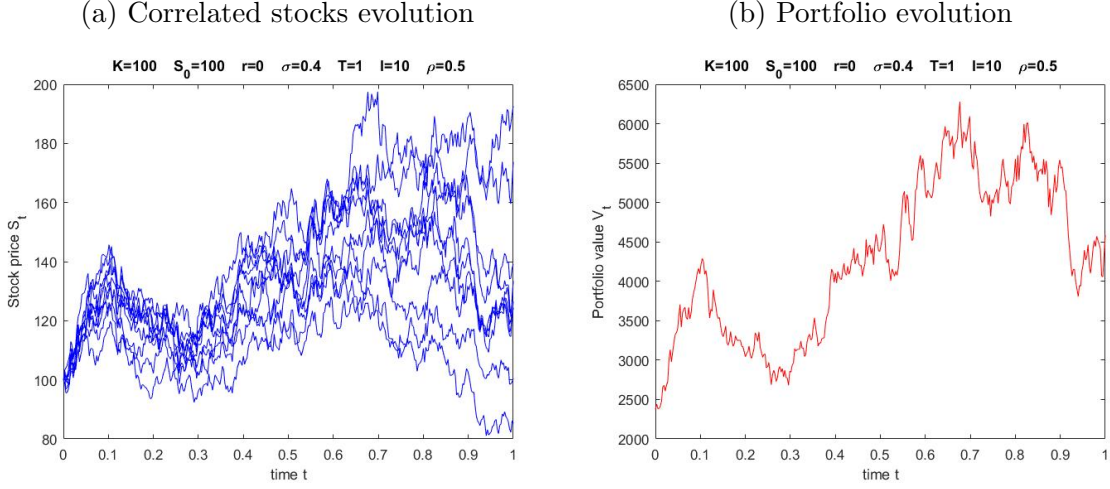 (a) Correlated stocks evolution
K=100 S₀=100 r=0 σ=0.4 T=1 I=10 ρ=0.5
200
180
160
140
120
100
80
Stock price Sₜ
0 0.1 0.2 0.3 0.4 0.5 0.6 0.7 0.8 0.9 1
time t
(b) Portfolio evolution
K=100 S₀=100 r=0 σ=0.4 T=1 I=10 ρ=0.5
6500
6000
5500
5000
4500
4000
3500
3000
2500
2000
Portfolio value Vₜ
0 0.1 0.2 0.3 0.4 0.5 0.6 0.7 0.8 0.9 1
time t